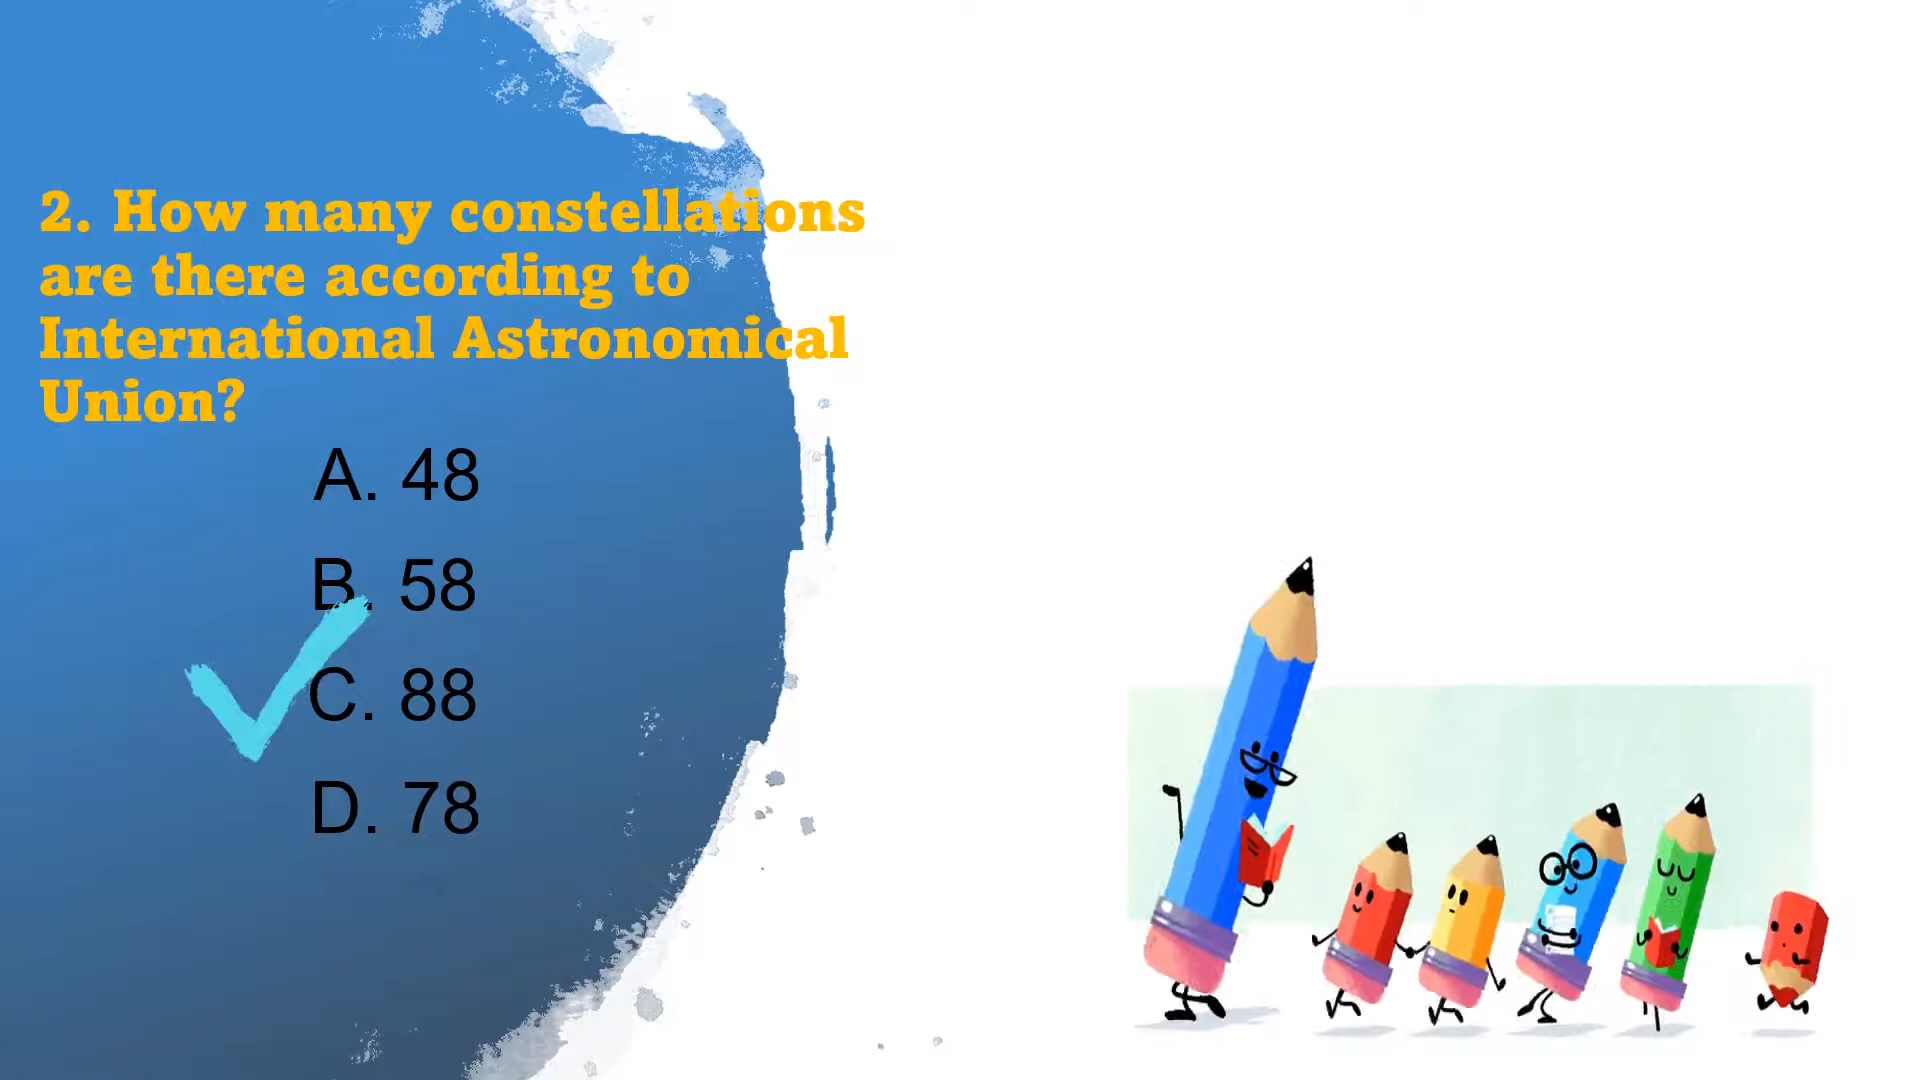 2. How many constellations
are there according to
International Astronomical
Union?
A. 48
B. 58
C. 88
D. 78